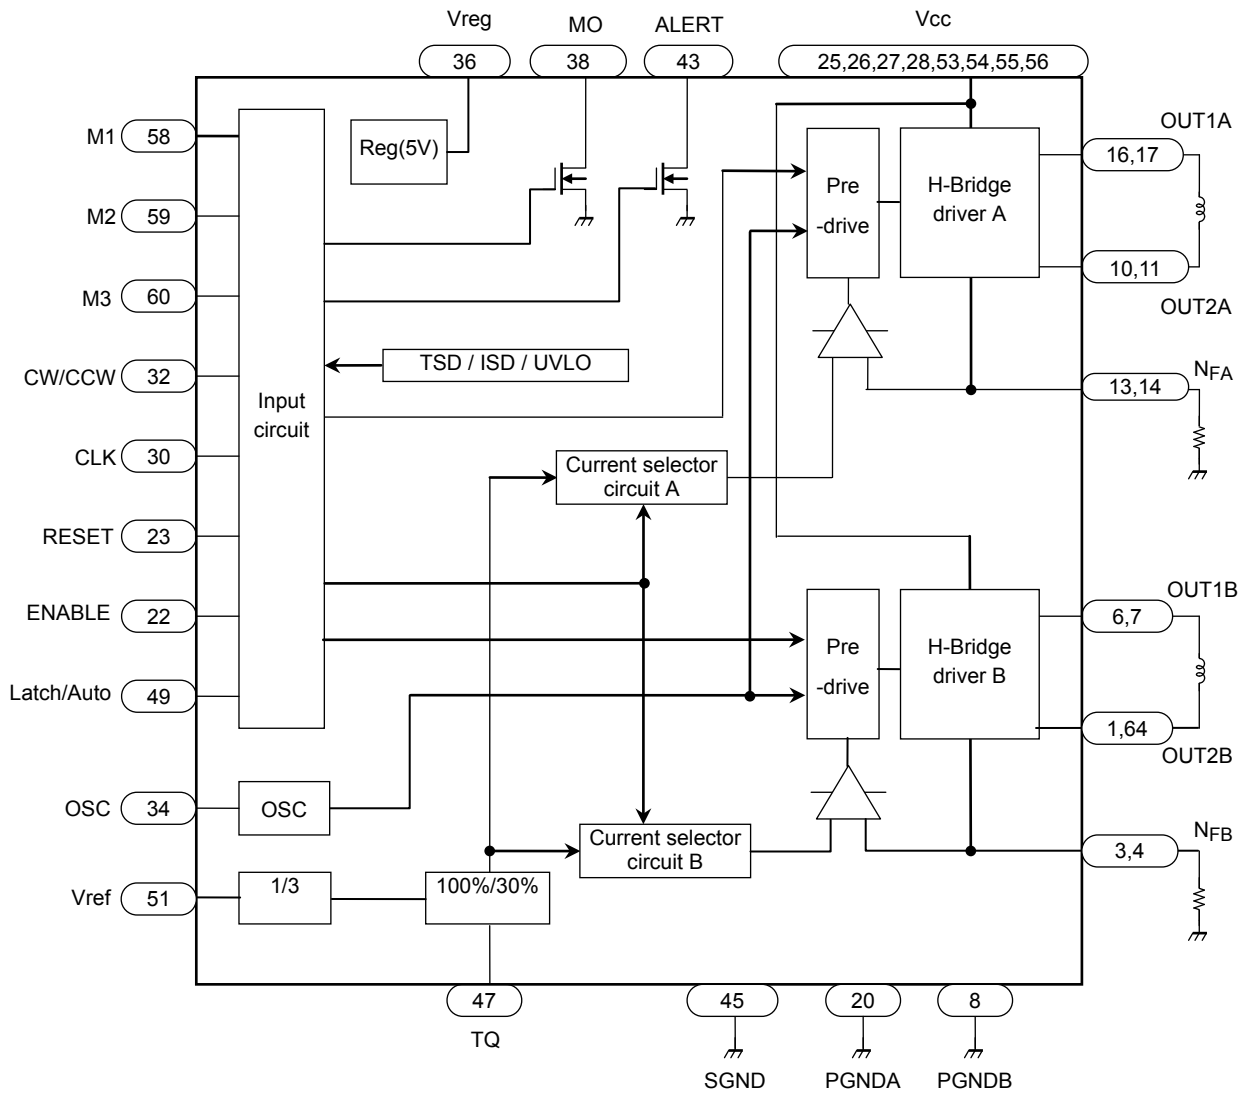 Vreg
MO
ALERT
Vcc
36
38
43
25,26,27,28,53,54,55,56
M1
58
Reg(5V)
OUT1A
16,17
M2
59
Pre
-drive
H-Bridge
driver A
10,11
OUT2A
M3
60
TSD / ISD / UVLO
CW/CCW
32
NFA
13,14
Input
circuit
CLK
30
Current selector
circuit A
RESET
23
ENABLE
22
OUT1B
6,7
Pre
-drive
H-Bridge
driver B
Latch/Auto
49
1,64
OUT2B
OSC
34
OSC
Current selector
circuit B
NFB
3,4
Vref
51
1/3
100%/30%
47
TQ
45
20
8
SGND
PGNDA
PGNDB